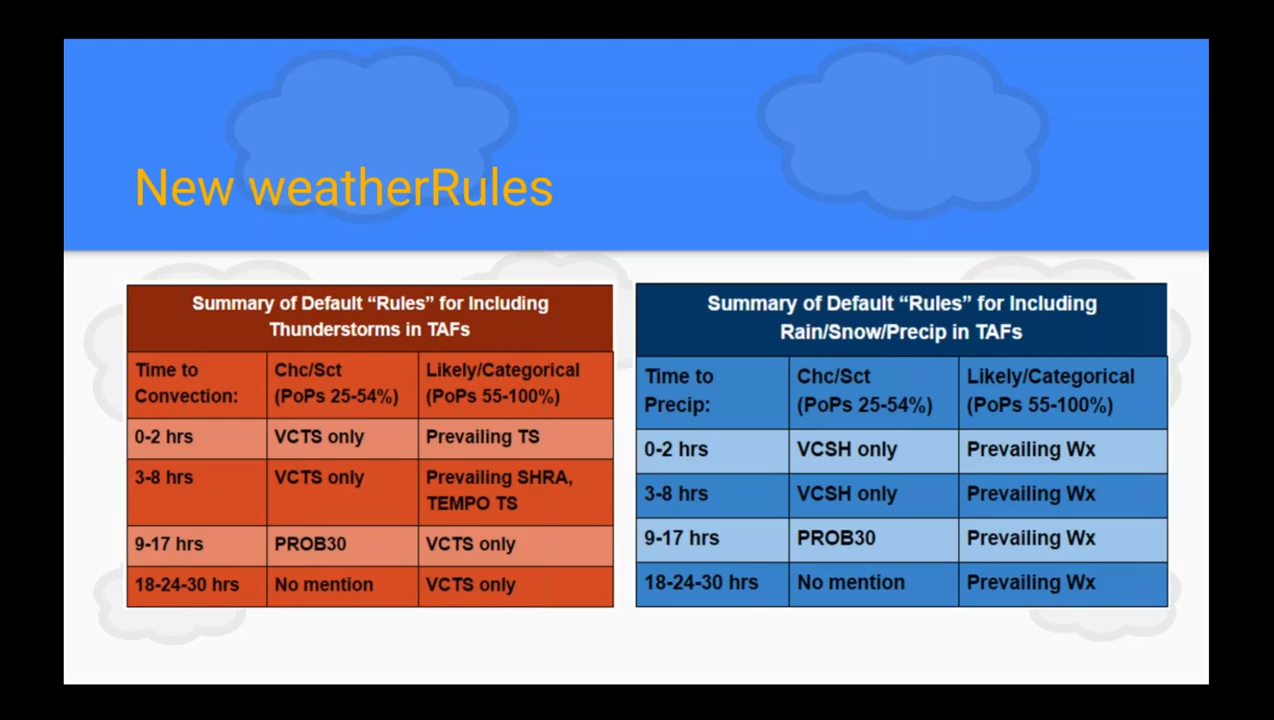 New weatherRules
Summary of Default “Rules” for Including
Thunderstorms in TAFs
Time to
Convection:
Chc/Sct
(PoPs 25-54%)
Likely/Categorical
(PoPs 55-100%)
0-2 hrs
VCTS only
Prevailing TS
3-8 hrs
VCTS only
Prevailing SHRA,
TEMPO TS
9-17 hrs
PROB30
VCTS only
18-24-30 hrs
No mention
VCTS only
Summary of Default “Rules” for Including
Rain/Snow/Precip in TAFs
Time to
Precip:
Chc/Sct
(PoPs 25-54%)
Likely/Categorical
(PoPs 55-100%)
0-2 hrs
VCSH only
Prevailing Wx
3-8 hrs
VCSH only
Prevailing Wx
9-17 hrs
PROB30
Prevailing Wx
18-24-30 hrs
No mention
Prevailing Wx